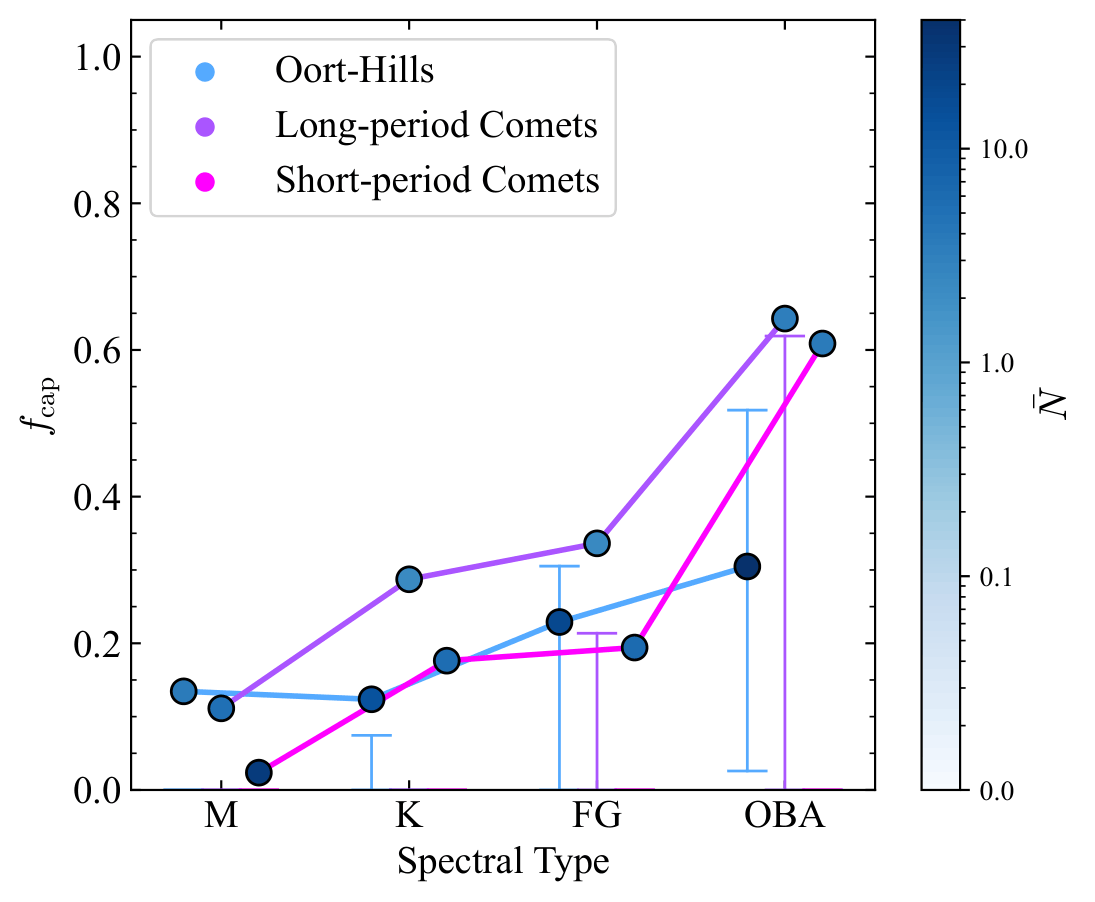 1.0
0.8
0.6
0.4
0.2
0.0
f_cap
Oort-Hills
Long-period Comets
Short-period Comets
M K FG OBA
Spectral Type
10.0
1.0
0.1
0.0
N̄